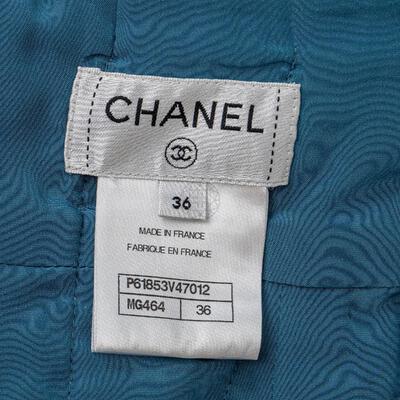 CHANEL
36
MADE IN FRANCE
FABRIQUE EN FRANCE
P61853V47012
MG464 36